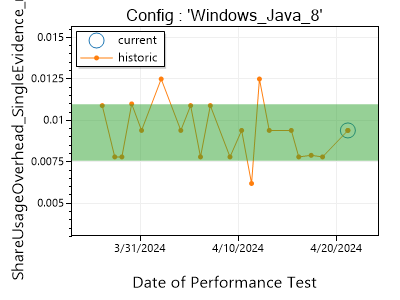 Config : 'Windows_Java_8'
ShareUsageOverhead_SingleEvidence_
0.015
0.0125
0.01
0.0075
0.005
current
historic
3/31/2024
4/10/2024
4/20/2024
Date of Performance Test